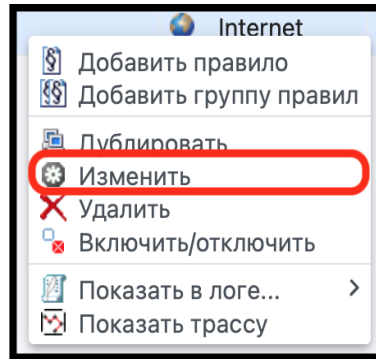 Internet
Добавить правило
Добавить группу правил
Дублировать
Изменить
Удалить
Включить/отключить
Показать в логе...
Показать трассу